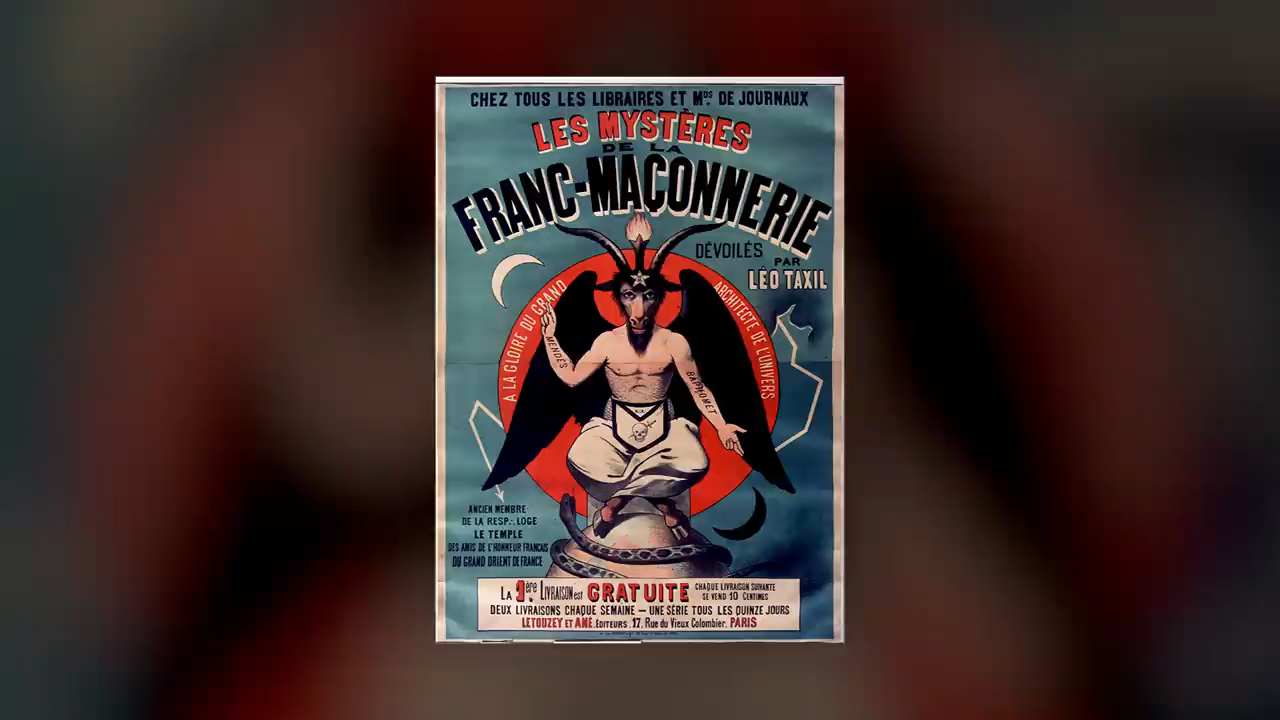 CHEZ TOUS LES LIBRAIRES ET MDS. DE JOURNAUX
LES MYSTÈRES
DE LA
FRANC-MAÇONNERIE
DÉVOILÉS
PAR
LÉO TAXIL
A LA GLOIRE DU GRAND
ARCHITECTE DE L'UNIVERS
MENDÈS
BAPHOMET
ANCIEN MEMBRE
DE LA RESP∴ LOGE
LE TEMPLE
DES AMIS DE L'HONNEUR FRANÇAIS
DU GRAND ORIENT DE FRANCE
LA 1ère LIVRAISON est GRATUITE
CHAQUE LIVRAISON SUIVANTE
SE VEND 10 CENTIMES
DEUX LIVRAISONS CHAQUE SEMAINE — UNE SÉRIE TOUS LES QUINZE JOURS
LETOUZEY ET ANÉ, ÉDITEURS, 17, Rue du Vieux Colombier, PARIS